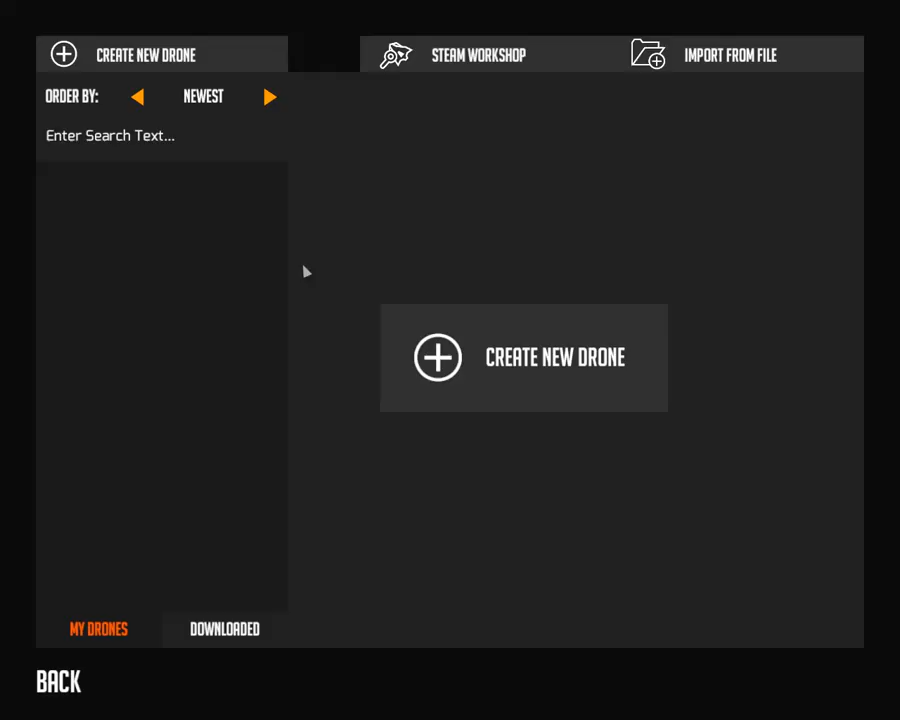 CREATE NEW DRONE
STEAM WORKSHOP
IMPORT FROM FILE
ORDER BY:
NEWEST
Enter Search Text...
CREATE NEW DRONE
MY DRONES
DOWNLOADED
BACK